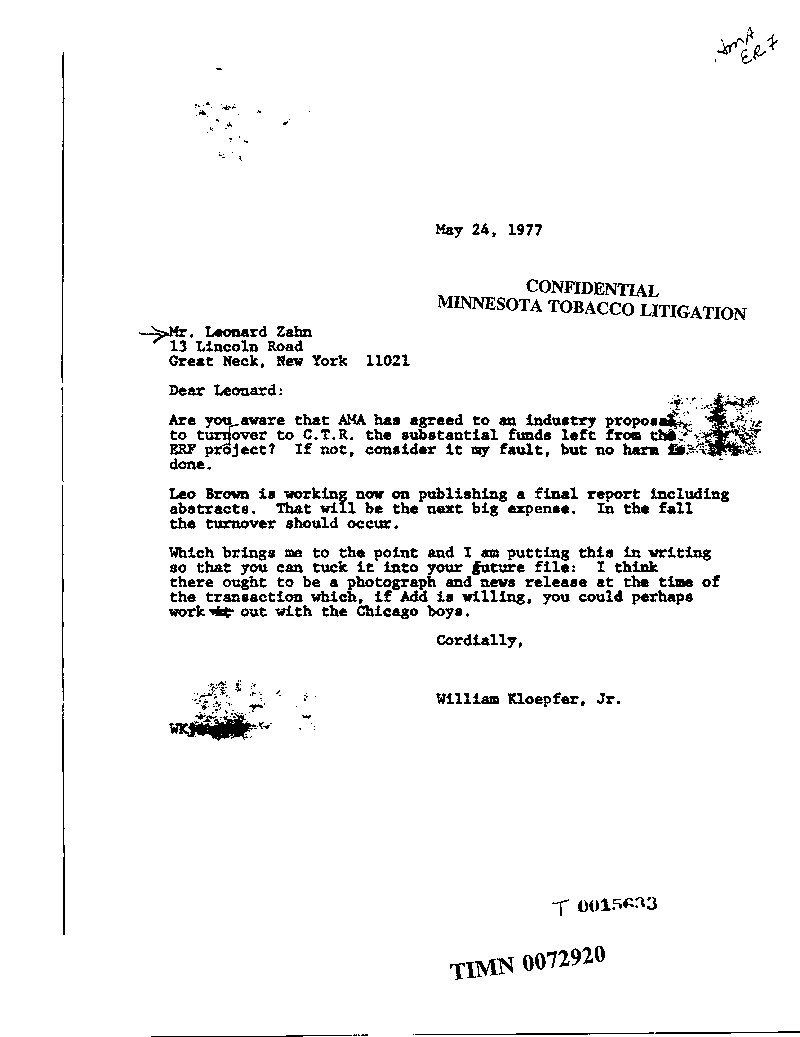 AMA
May 24, 1977
CONFIDENTIAL
MINNESOTA TOBACCO LITIGATION
Mr. Leonard Zahn
13 Lincoln Road
Great Neck, New York 11021
Dear Leonard:
Are you aware that AMA has agreed to an industry proposal
to turnover to C.T.R. the substantial funds left from the
ERF project? If not, consider it my fault, but no harm is
done.
Leo Brown is working now on publishing a final report including
abstracts. That will be the next big expense. In the fall
the turnover should occur.
Which brings me to the point and I am putting this in writing
so that you can tuck it into your future file: I think
there ought to be a photograph and news release at the time of
the transaction which, if Add is willing, you could perhaps
work out with the Chicago boys.
Cordially,
William Kloepfer, Jr.
T
TIMN 0072920